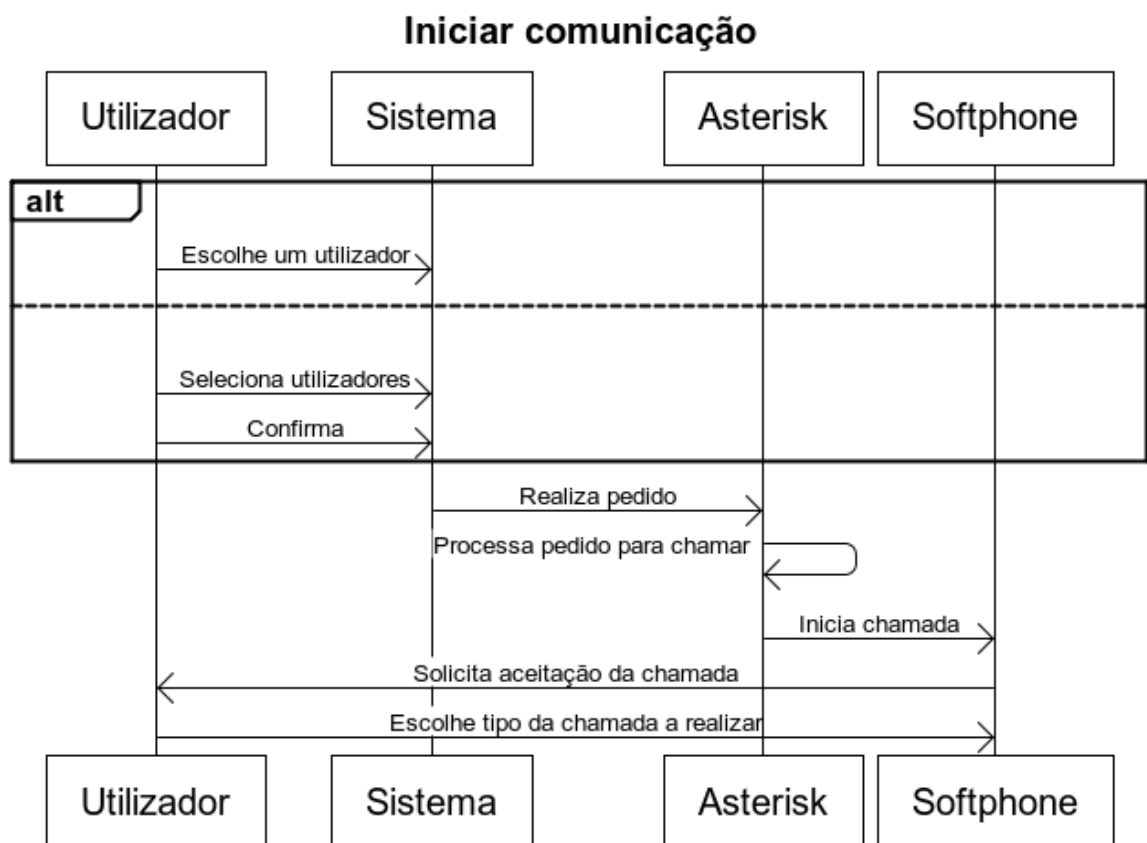 Iniciar comunicação
Utilizador
Sistema
Asterisk
Softphone
alt
Escolhe um utilizador
Seleciona utilizadores
Confirma
Realiza pedido
Processa pedido para chamar
Inicia chamada
Solicita aceitação da chamada
Escolhe tipo da chamada a realizar
Utilizador
Sistema
Asterisk
Softphone